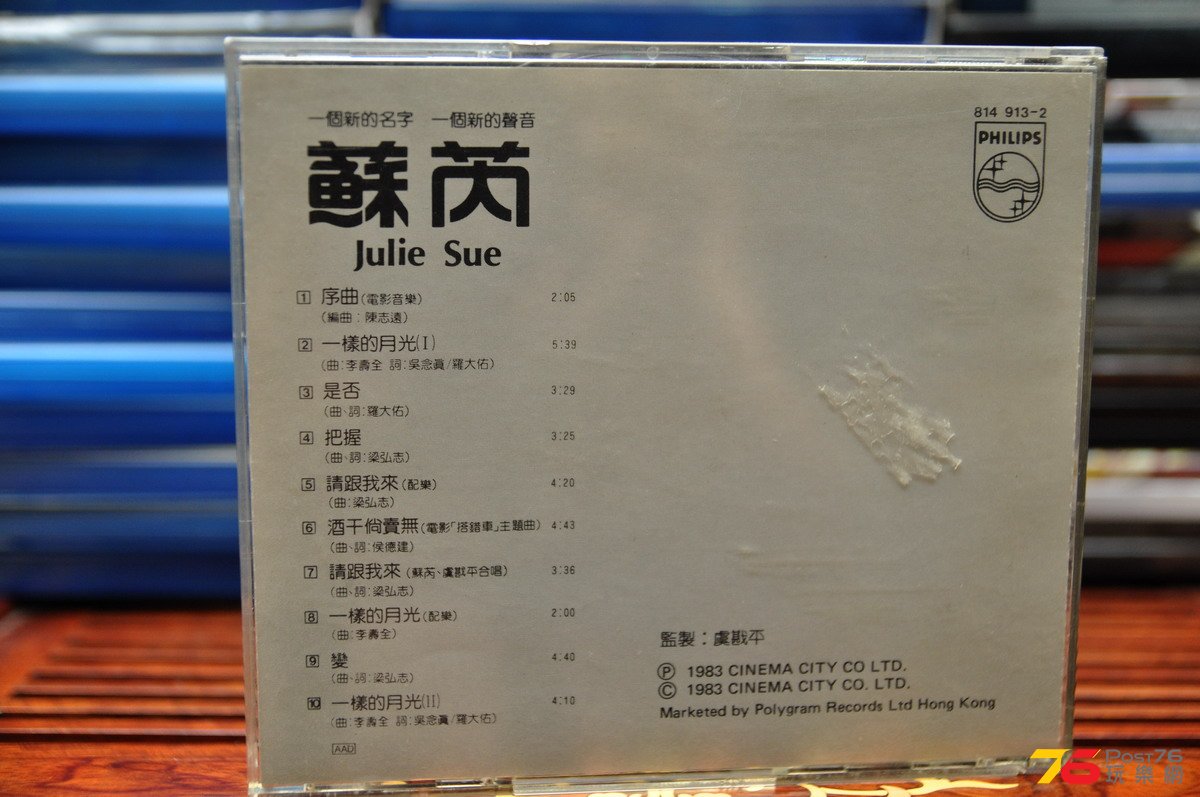 一個新的名字 一個新的聲音
蘇芮
Julie Sue
814 913-2
PHILIPS
1 序曲(電影音樂) 2:05
(編曲:陳志遠)
2 一樣的月光(I) 5:39
(曲:李壽全 詞:吳念眞/羅大佑)
3 是否 3:29
(曲、詞:羅大佑)
4 把握 3:25
(曲、詞:梁弘志)
5 請跟我來(配樂) 4:20
(曲:梁弘志)
6 酒干倘賣無(電影「搭錯車」主題曲) 4:43
(曲、詞:侯德建)
7 請跟我來(蘇芮、虞戡平合唱) 3:36
(曲、詞:梁弘志)
8 一樣的月光(配樂) 2:00
(曲:李壽全)
9 變 4:40
(曲、詞:梁弘志)
10 一樣的月光(II) 4:10
(曲:李壽全 詞:吳念眞/羅大佑)
AAD
監製:虞戡平
Ⓟ 1983 CINEMA CITY CO LTD.
© 1983 CINEMA CITY CO. LTD.
Marketed by Polygram Records Ltd Hong Kong
76 POST76
玩樂網